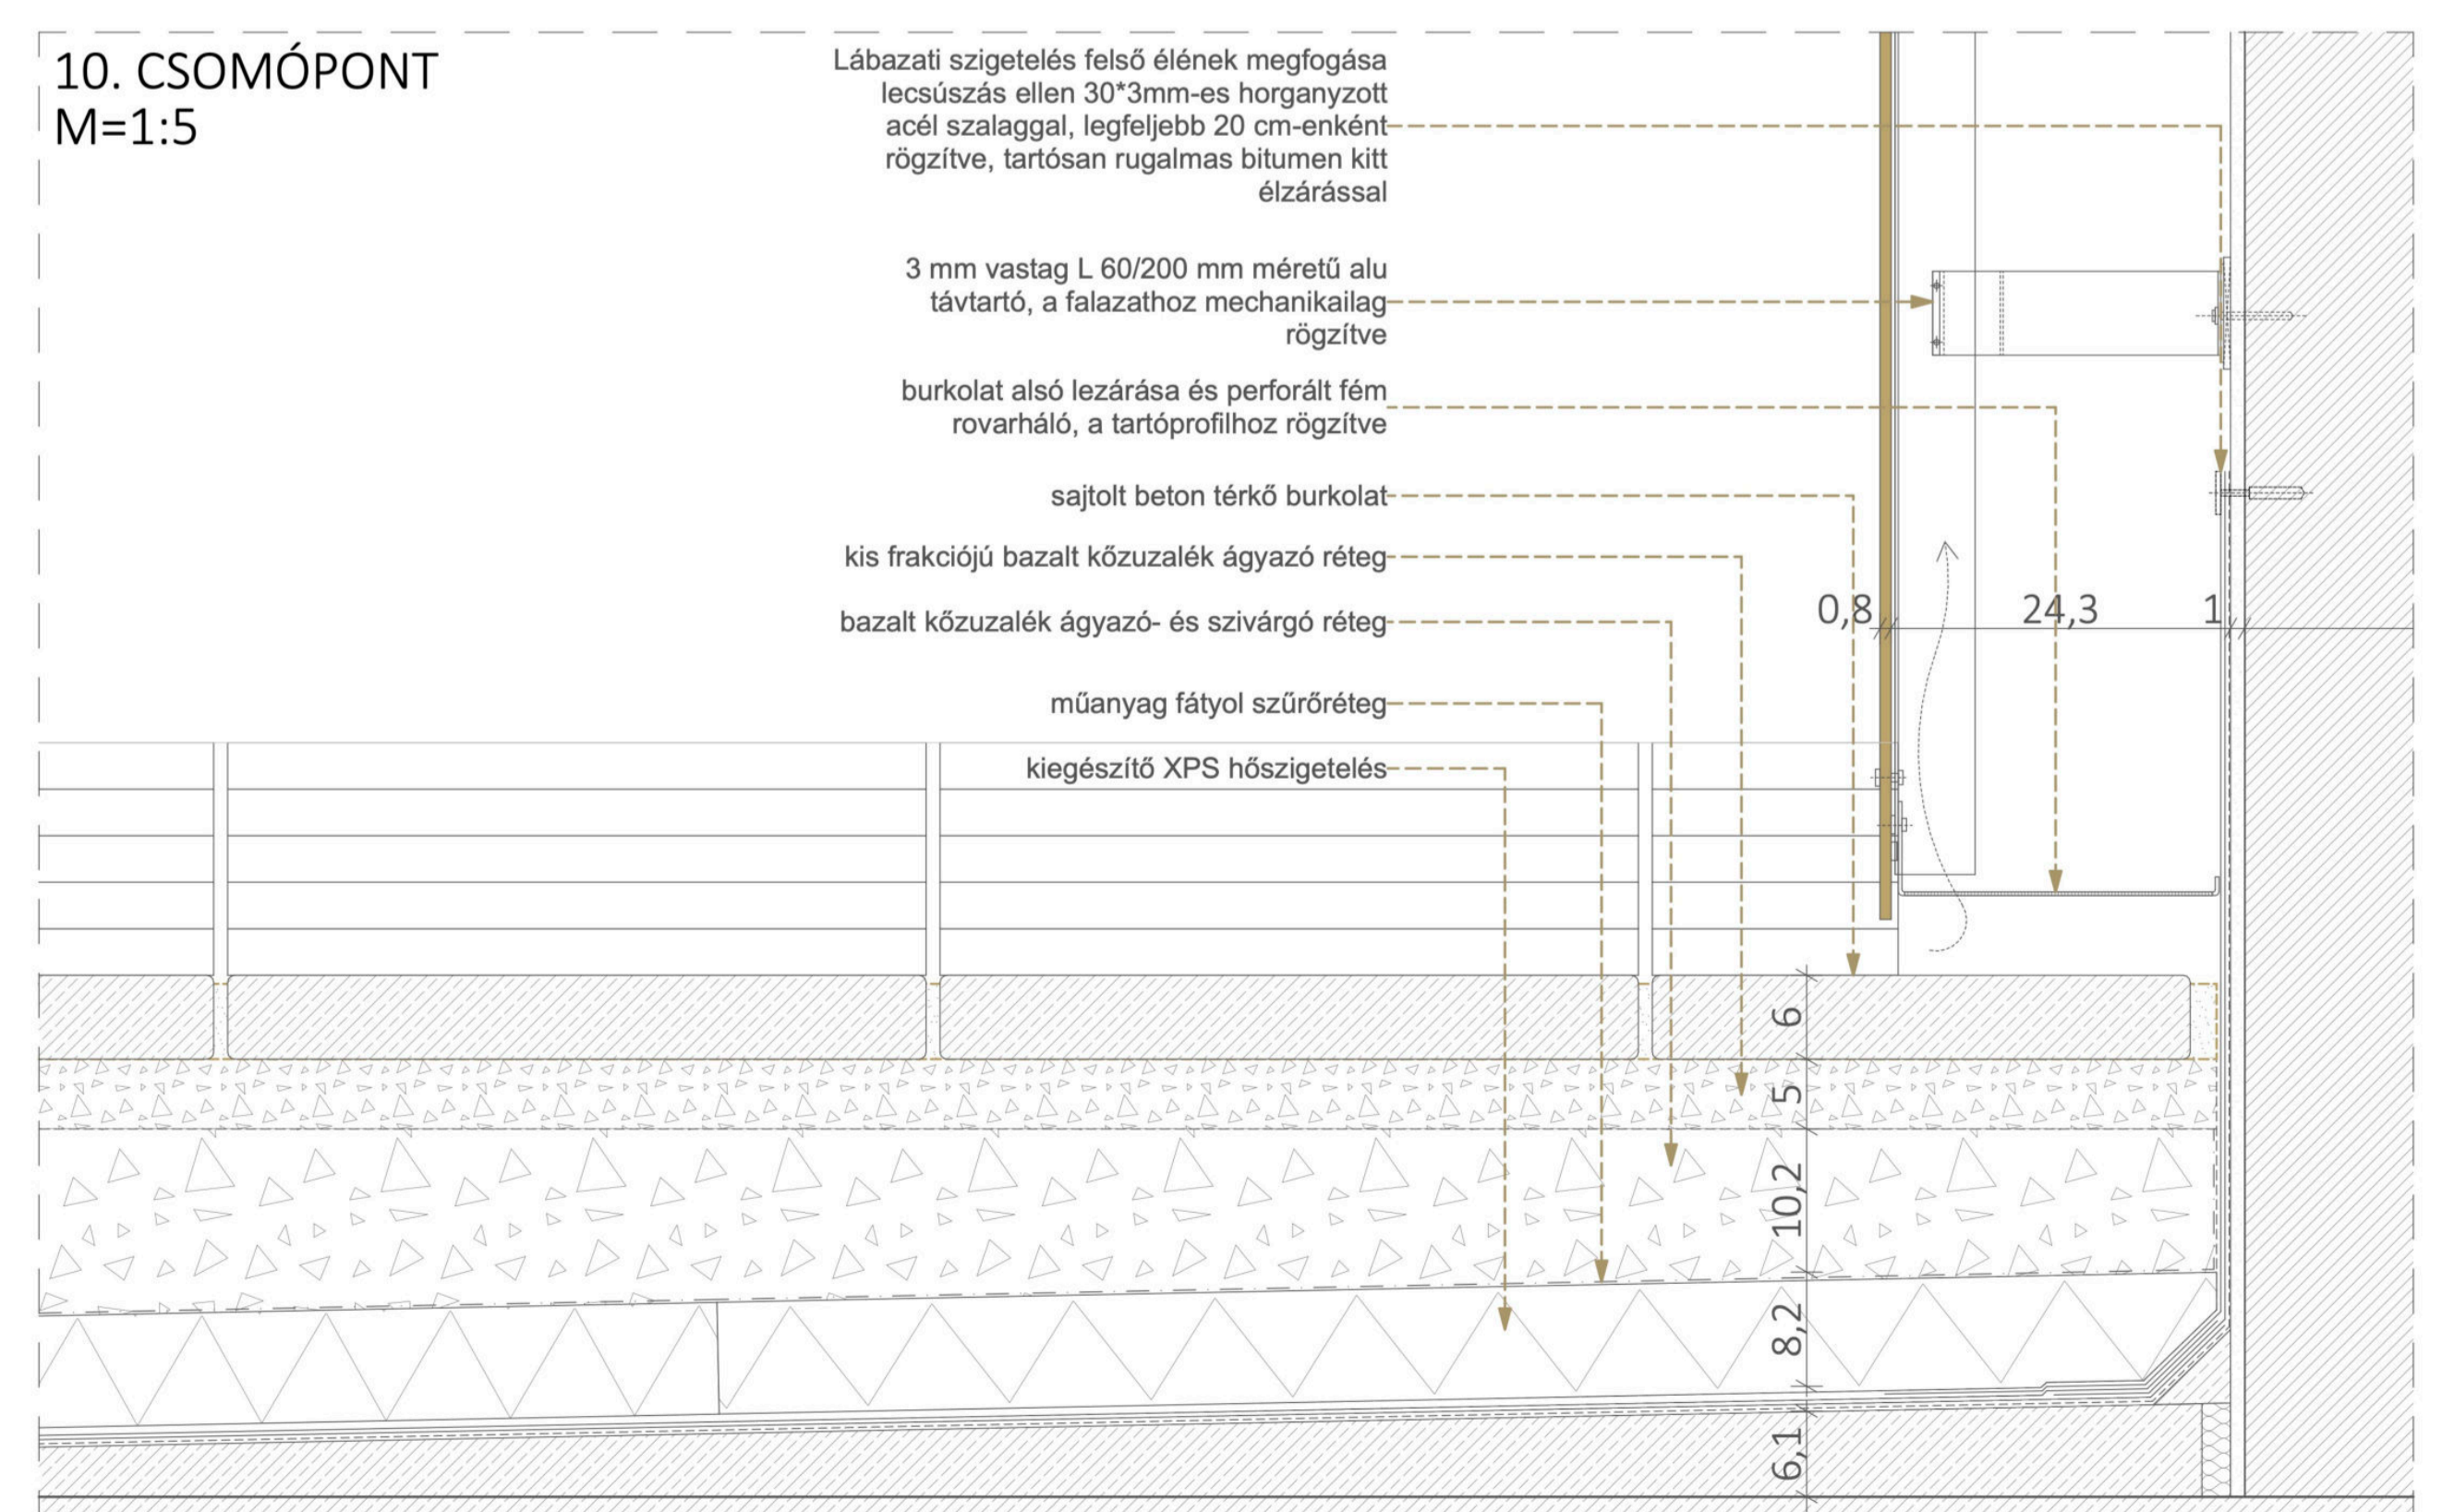 10. CSOMÓPONT
M=1:5
Lábazati szigetelés felső élének megfogása
lecsúszás ellen 30*3mm-es horganyzott
acél szalaggal, legfeljebb 20 cm-enként
rögzítve, tartósan rugalmas bitumen kitt
élzárással
3 mm vastag L 60/200 mm méretű alu
távtartó, a falazathoz mechanikailag
rögzítve
burkolat alsó lezárása és perforált fém
rovarháló, a tartóprofilhoz rögzítve
sajtolt beton térkő burkolat
kis frakciójú bazalt kőzuzalék ágyazó réteg
bazalt kőzuzalék ágyazó- és szivárgó réteg
műanyag fátyol szűrőréteg
kiegészítő XPS hőszigetelés
0,8
24,3
1
6
5
10,2
8,2
6,1